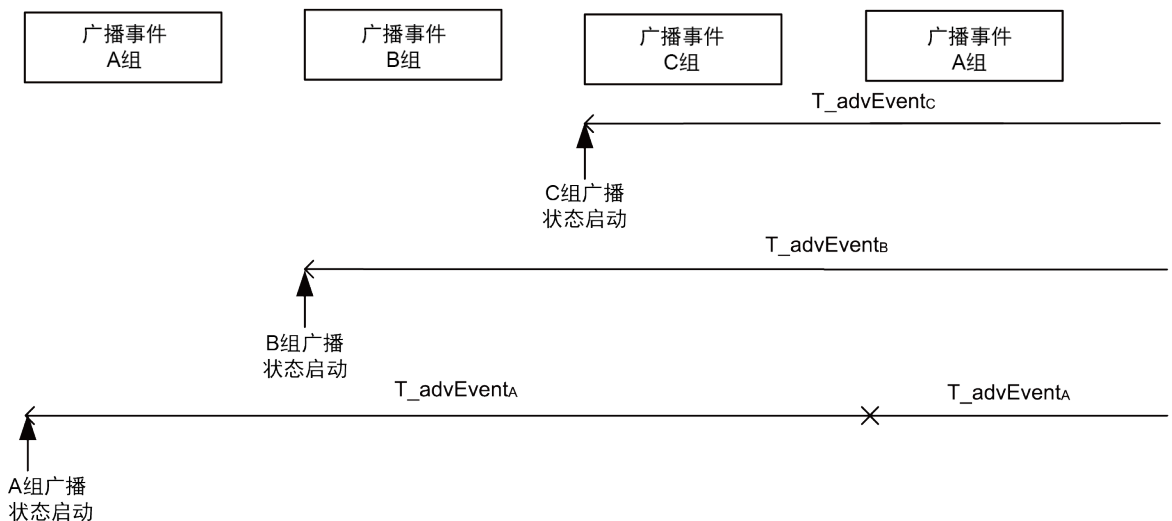 广播事件
A组
广播事件
B组
广播事件
C组
广播事件
A组
T_advEventC
C组广播
状态启动
T_advEventB
B组广播
状态启动
T_advEventA
T_advEventA
A组广播
状态启动